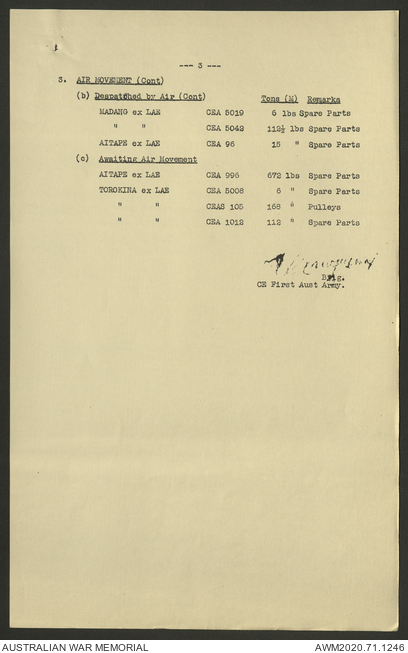 --- 3 ---
3. AIR MOVEMENT (Cont)
(b) Despatched by Air (Cont) Tons (M) Remarks
MADANG ex LAE CEA 5019 6 lbs Spare Parts
" " CEA 5042 112½ lbs Spare Parts
AITAPE ex LAE CEA 96 15 " Spare Parts
(c) Awaiting Air Movement
AITAPE ex LAE CEA 996 672 lbs Spare Parts
TOROKINA ex LAE CEA 5008 6 " Spare Parts
" " CEAS 105 168 " Pulleys
" " CEA 1012 112 " Spare Parts
Brig.
CE First Aust Army.
AUSTRALIAN WAR MEMORIAL AWM2020.71.1246